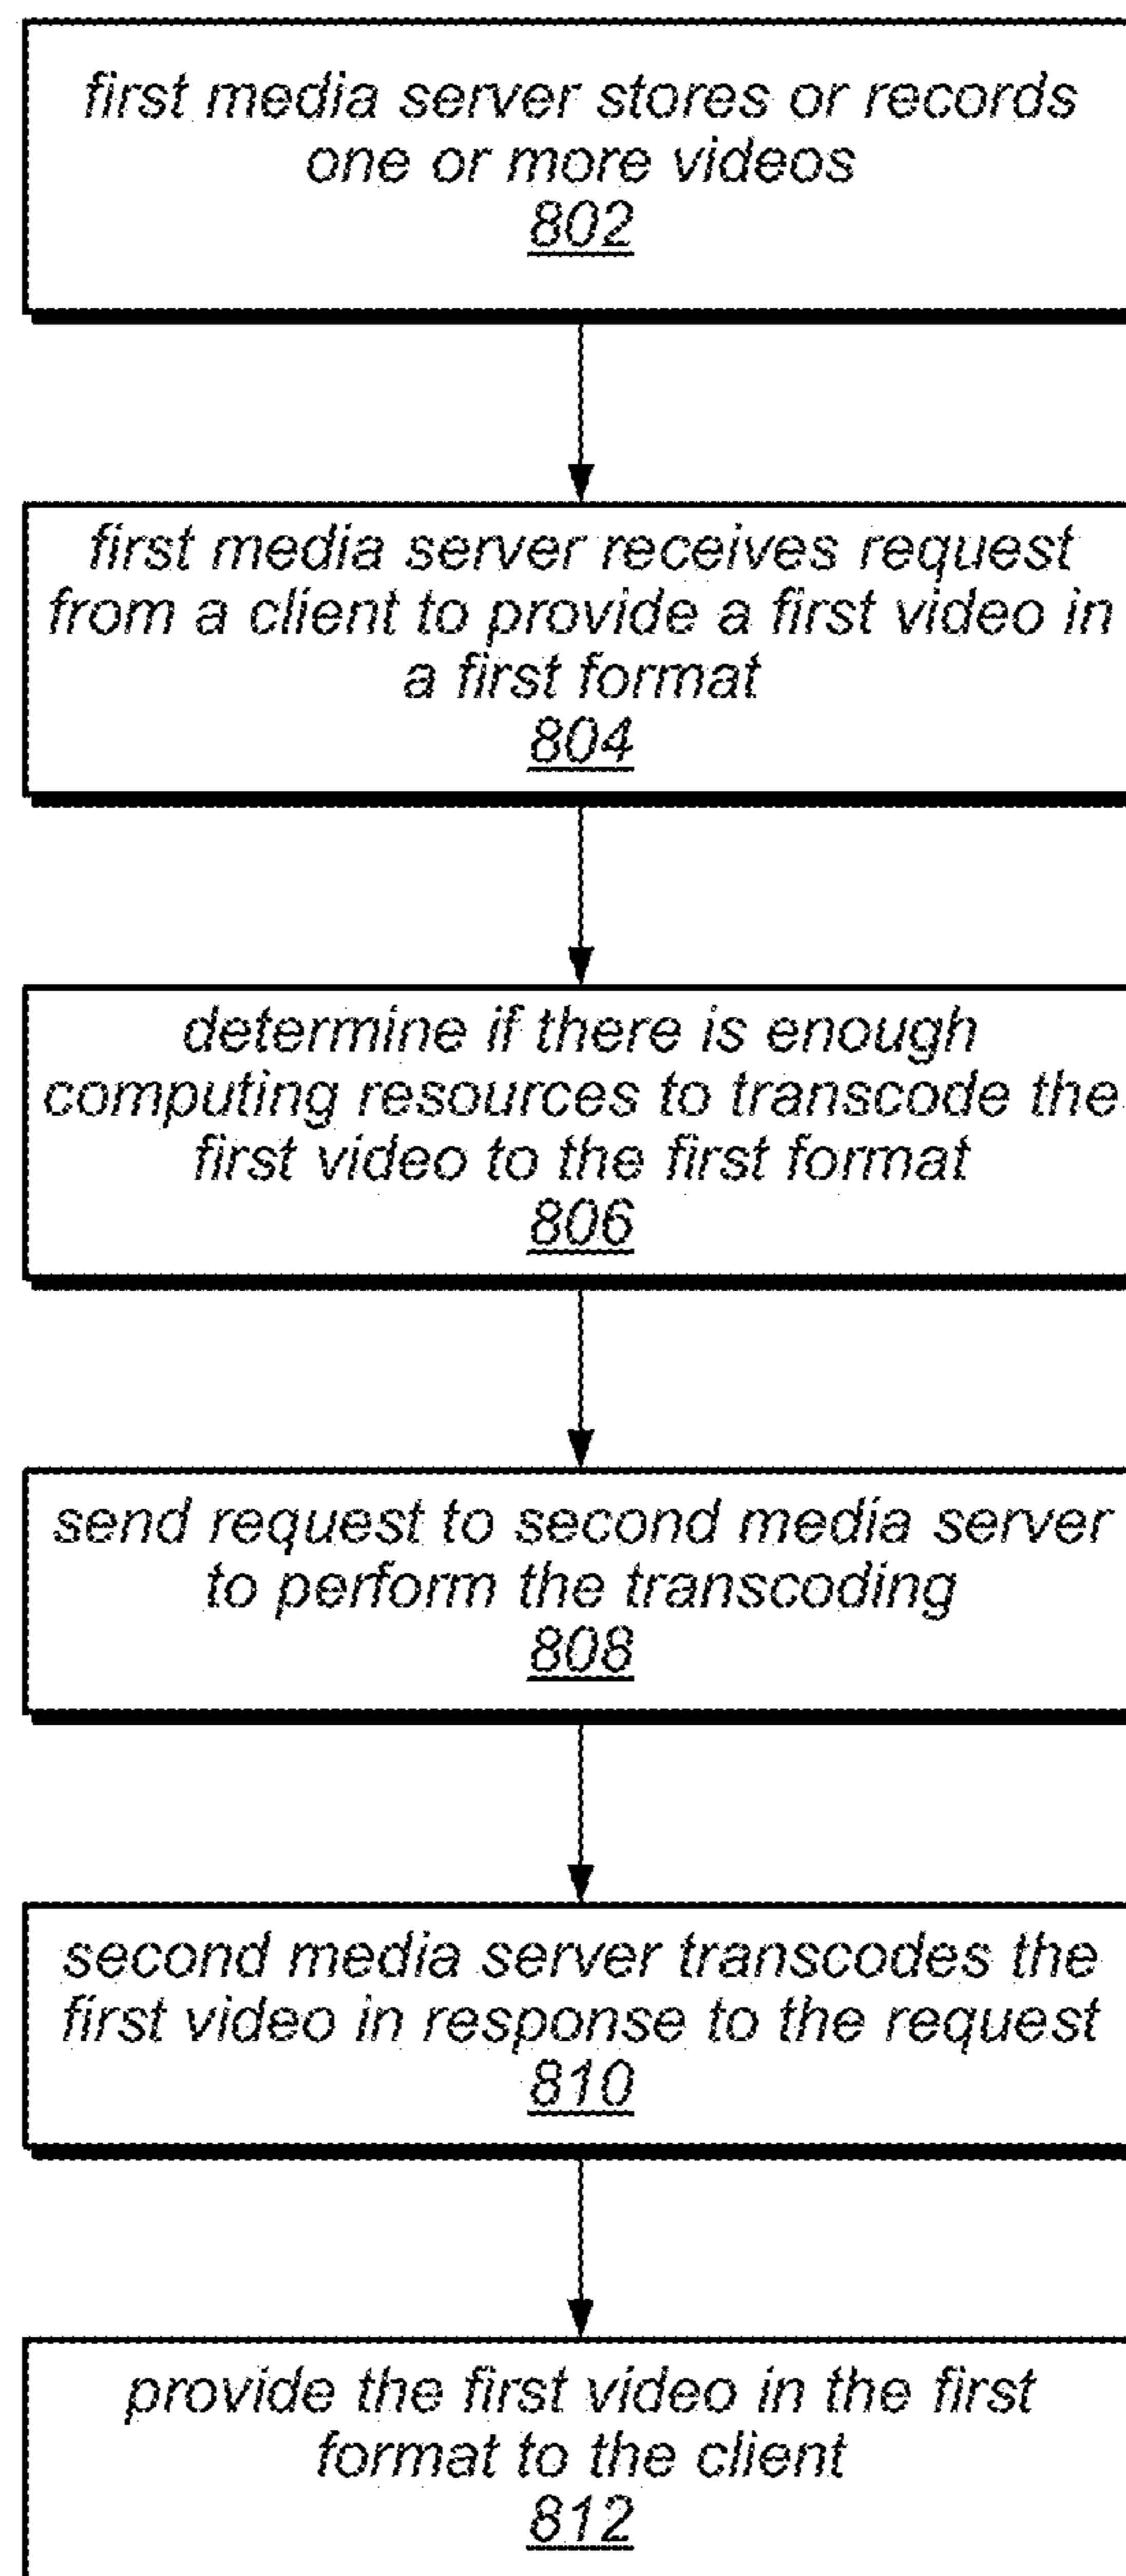 first media server stores or records
one or more videos
802
first media server receives request
from a client to provide a first video in
a first format
804
determine if there is enough
computing resources to transcode the
first video to the first format
806
send request to second media server
to perform the transcoding
808
second media server transcodes the
first video in response to the request
810
provide the first video in the first
format to the client
812